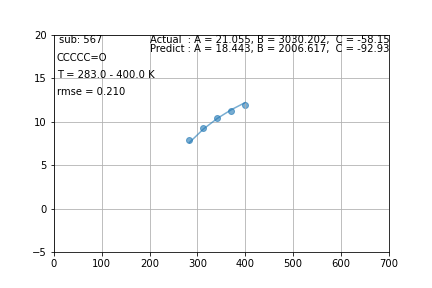 sub: 567
Actual : A = 21.055, B = 3030.202, C = -58.15
Predict : A = 18.443, B = 2006.617, C = -92.93
CCCCC=O
T = 283.0 - 400.0 K
rmse = 0.210
20
15
10
5
0
−5
0 100 200 300 400 500 600 700